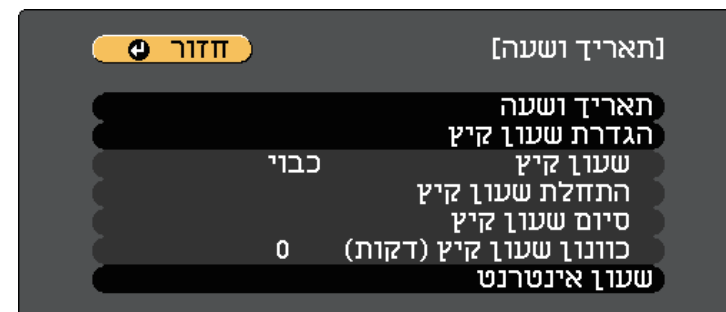 [תאריך ושעה] חזור
תאריך ושעה
הגדרת שעון קיץ
שעון קיץ כבוי
התחלת שעון קיץ
סיום שעון קיץ
כוונון שעון קיץ (דקות) 0
שעון אינטרנט